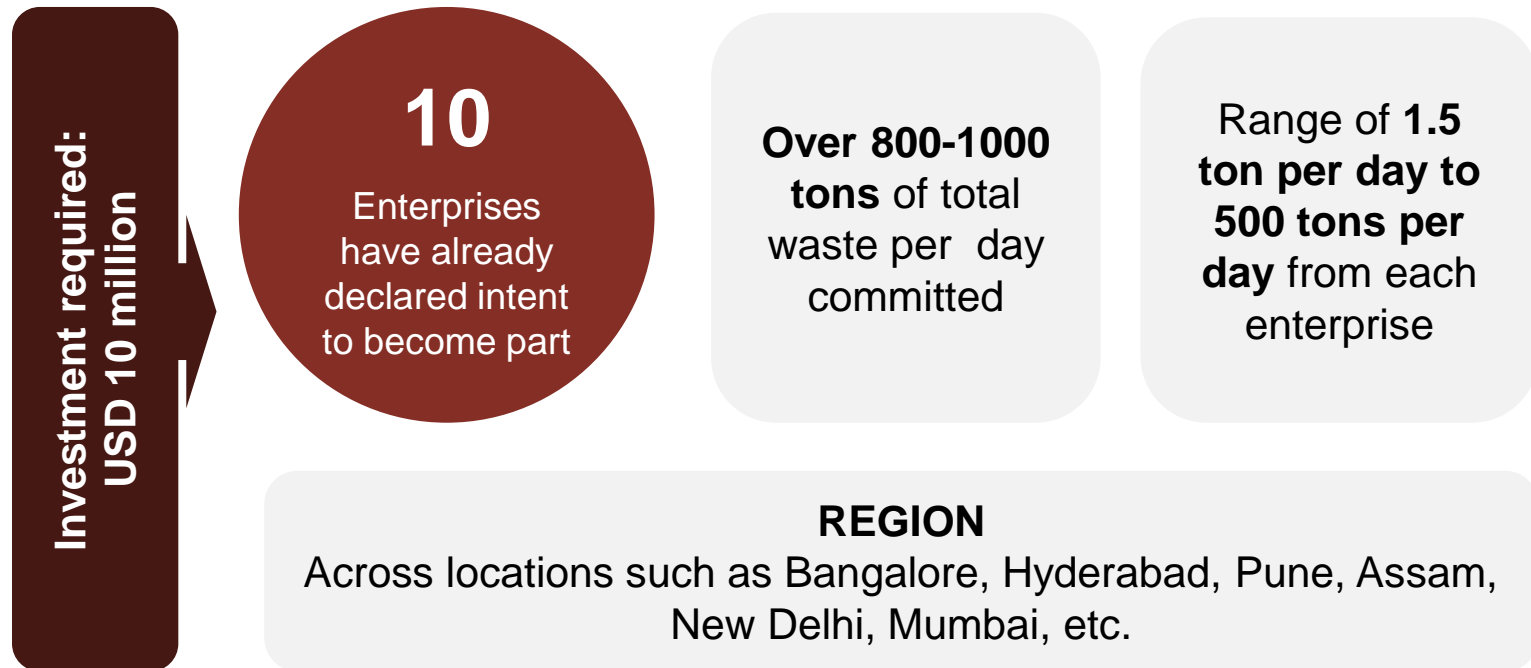 Investment required:
USD 10 million
10
Enterprises
have already
declared intent
to become part
Over 800-1000
tons of total
waste per day
committed
Range of 1.5
ton per day to
500 tons per
day from each
enterprise
REGION
Across locations such as Bangalore, Hyderabad, Pune, Assam,
New Delhi, Mumbai, etc.